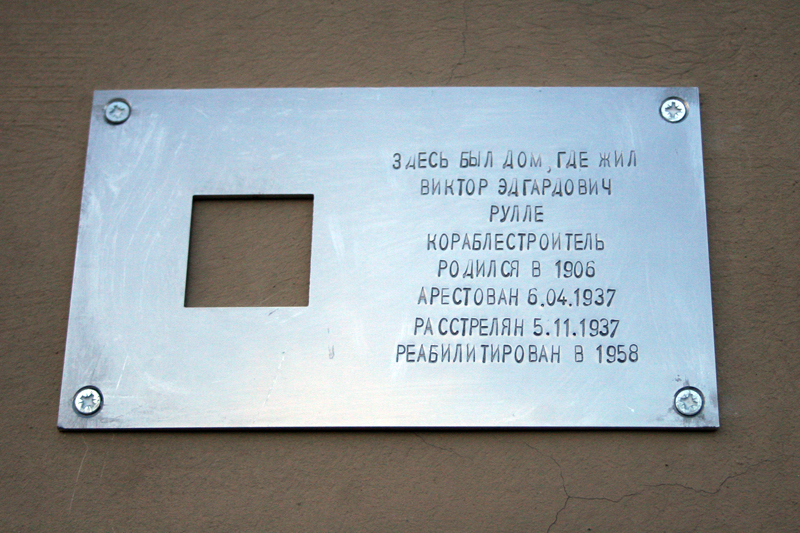 ЗДЕСЬ БЫЛ ДОМ, ГДЕ ЖИЛ
ВИКТОР ЭДГАРДОВИЧ
РУЛЛЕ
КОРАБЛЕСТРОИТЕЛЬ
РОДИЛСЯ В 1906
АРЕСТОВАН 6.04.1937
РАССТРЕЛЯН 5.11.1937
РЕАБИЛИТИРОВАН В 1958